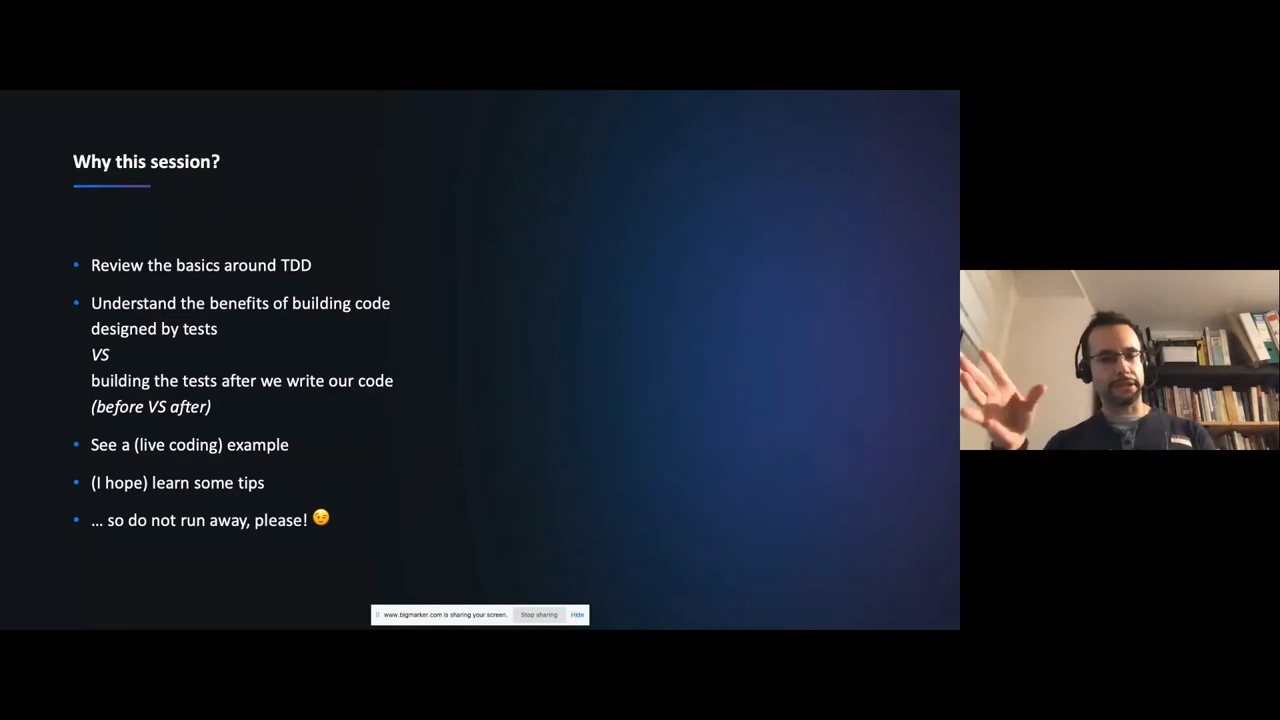 Why this session?
• Review the basics around TDD
• Understand the benefits of building code
designed by tests
VS
building the tests after we write our code
(before VS after)
• See a (live coding) example
• (I hope) learn some tips
• … so do not run away, please! 😉
www.bigmarker.com is sharing your screen. Stop sharing Hide